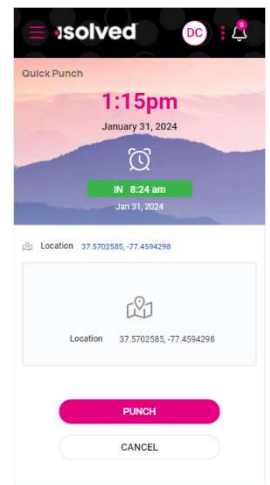 isolved
DC
Quick Punch
1:15pm
January 31, 2024
IN 8:24 am
Jan 31, 2024
Location 37.5702585, -77.4594298
Location 37.5702585, -77.4594298
PUNCH
CANCEL